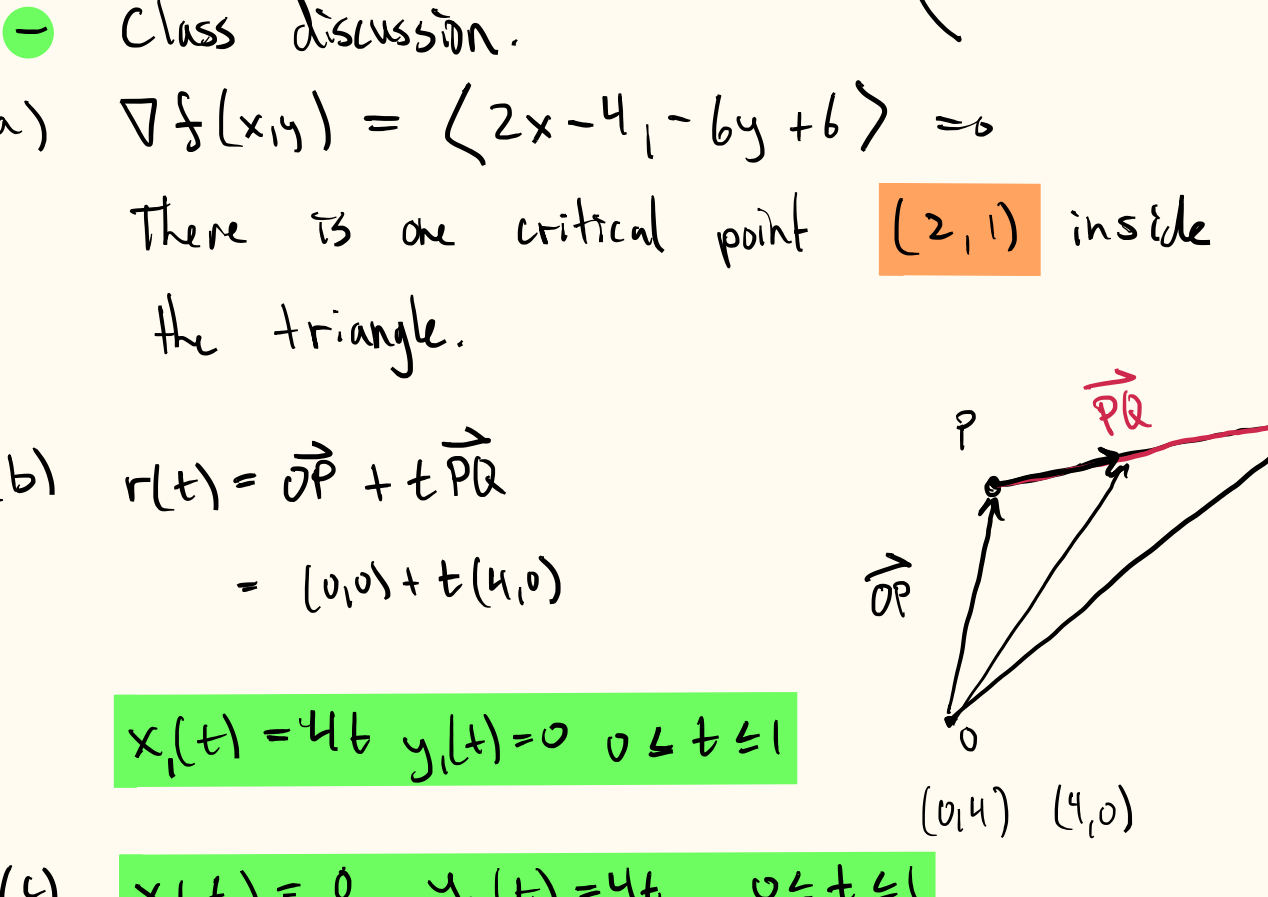 – Class discussion.
a) ∇f(x,y) = ⟨2x-4, -6y+6⟩ =0
There is one critical point (2,1) inside
the triangle.
P
PQ→
b) r(t) = OP→ + t PQ→
= (0,0) + t(4,0)
OP→
x₁(t) = 4t y₁(t)=0 0≤t≤1
O
(0,4) (4,0)
(c)